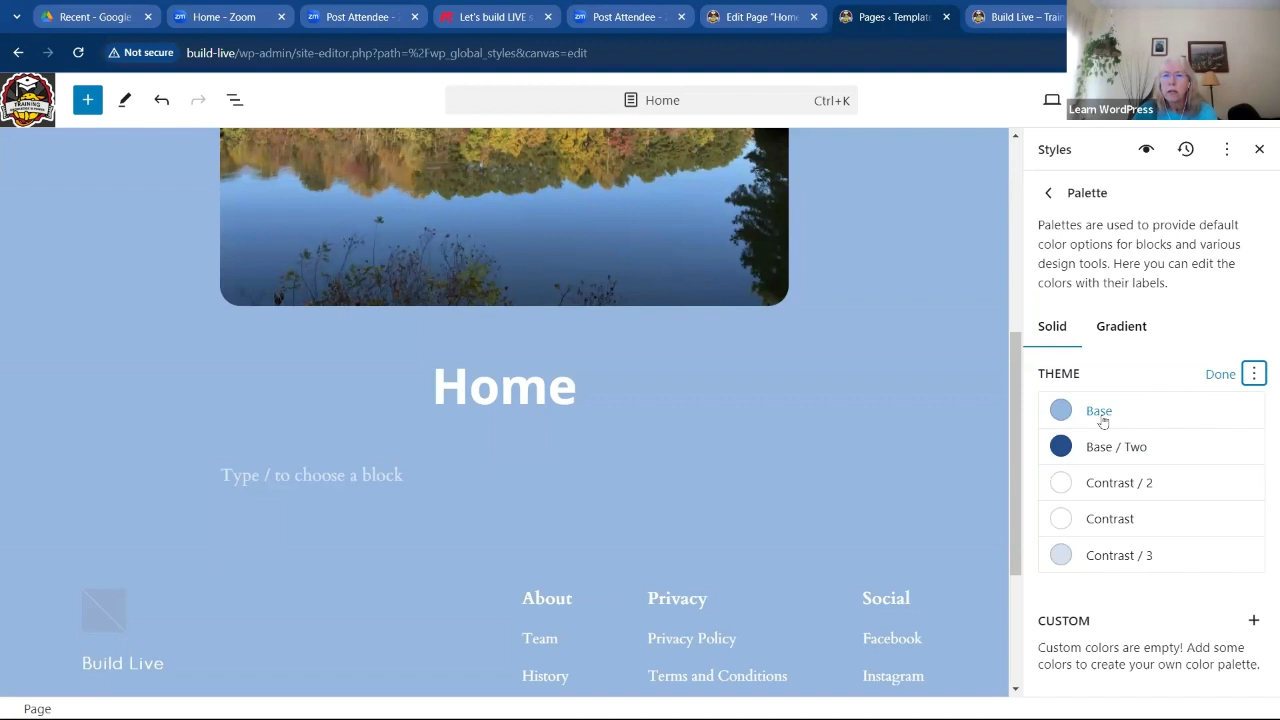 Recent - Google
Home - Zoom
Post Attendee - Z
Let's build LIVE s
Post Attendee - Z
Edit Page "Home
Pages ‹ Template
Build Live – Train
Not secure
build-live/wp-admin/site-editor.php?path=%2Fwp_global_styles&canvas=edit
Learn WordPress
TRAINING
Home
Ctrl+K
Styles
Palette
Palettes are used to provide default
color options for blocks and various
design tools. Here you can edit the
colors with their labels.
Solid
Gradient
THEME
Done
Base
Base / Two
Contrast / 2
Contrast
Contrast / 3
CUSTOM
Custom colors are empty! Add some
colors to create your own color palette.
Home
Type / to choose a block
About
Privacy
Social
Team
Privacy Policy
Facebook
Build Live
History
Terms and Conditions
Instagram
Page